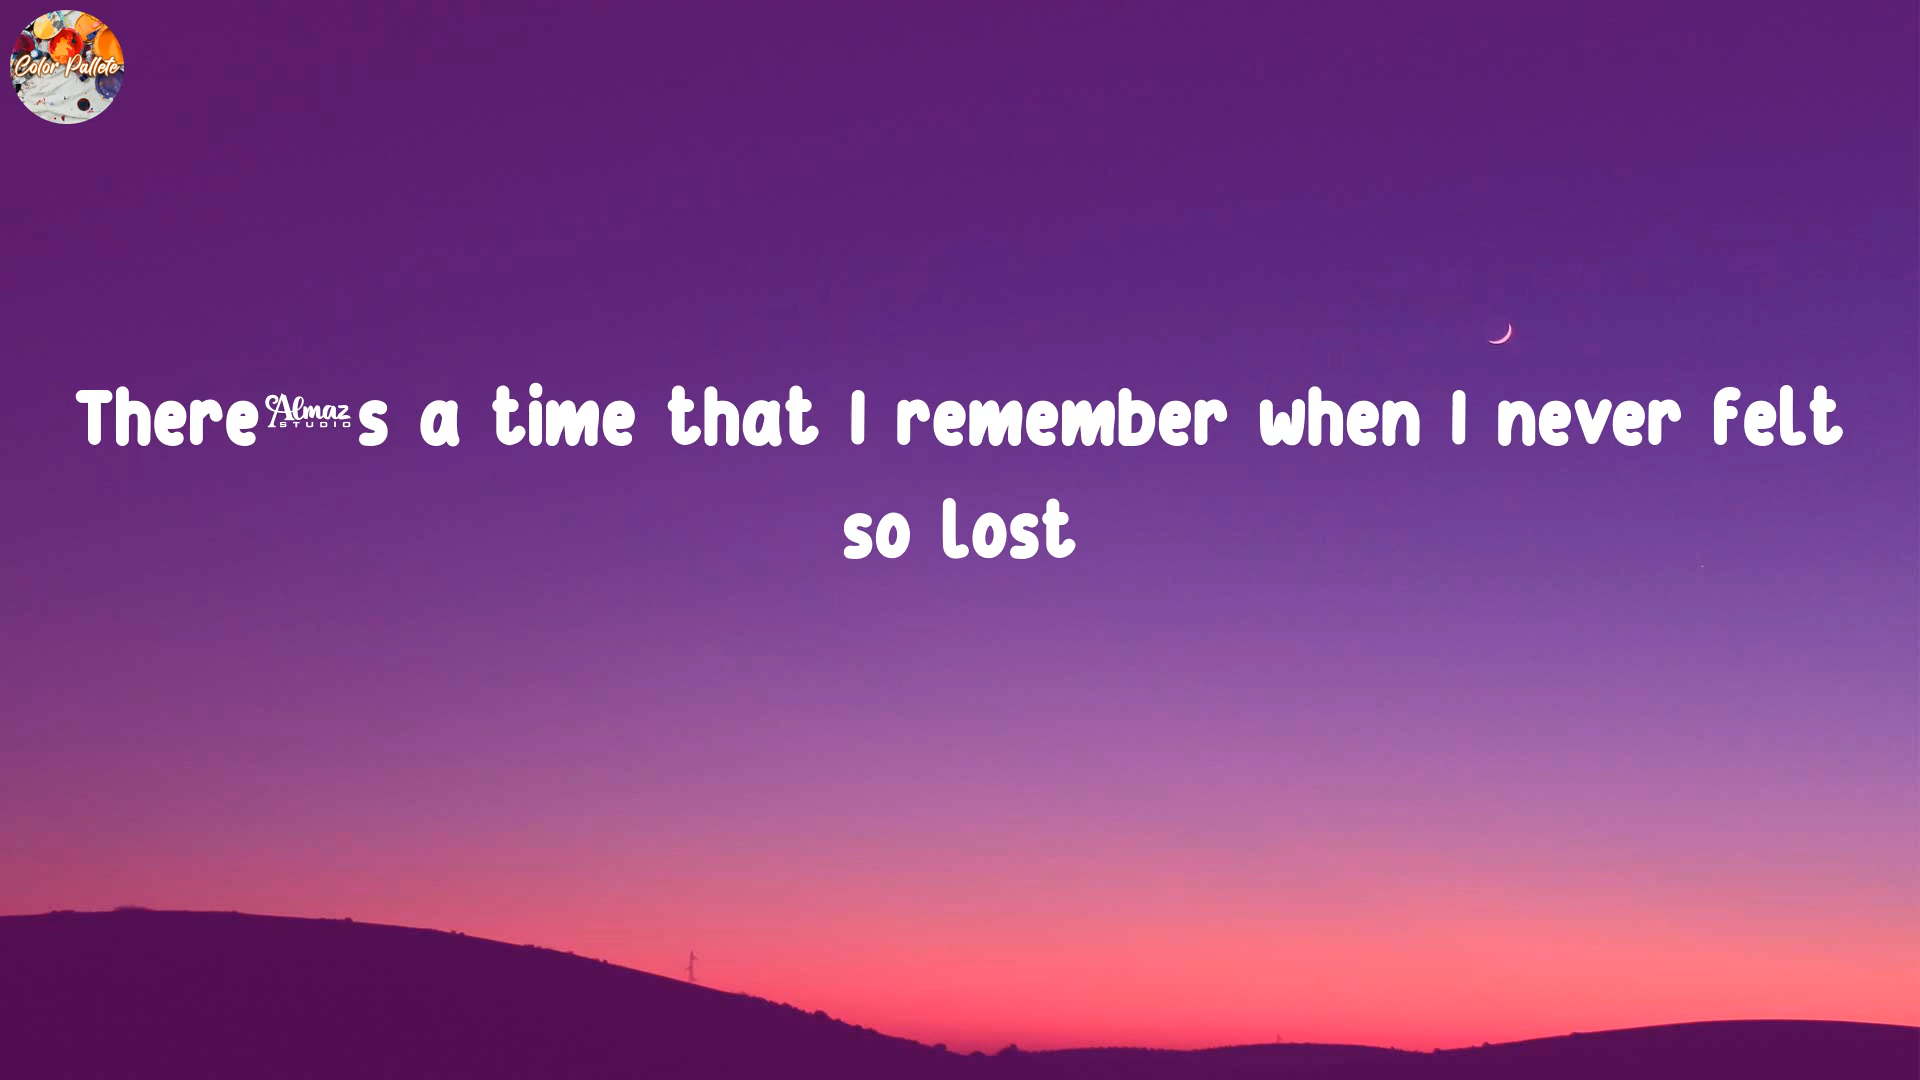 Color Pallete
There Almaz STUDIO s a time that I remember when I never felt
so lost